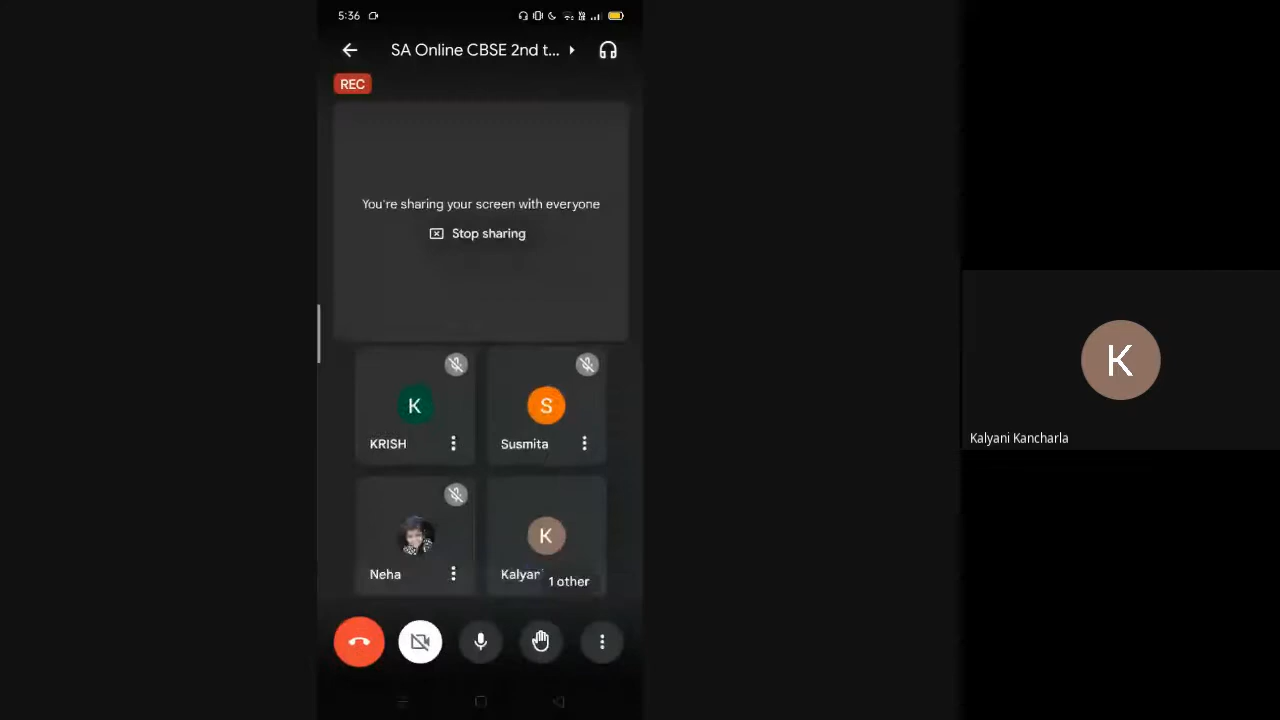 5:36
SA Online CBSE 2nd t...
REC
You're sharing your screen with everyone
Stop sharing
K
S
KRISH
Susmita
K
Neha
Kalyan
1 other
K
Kalyani Kancharla